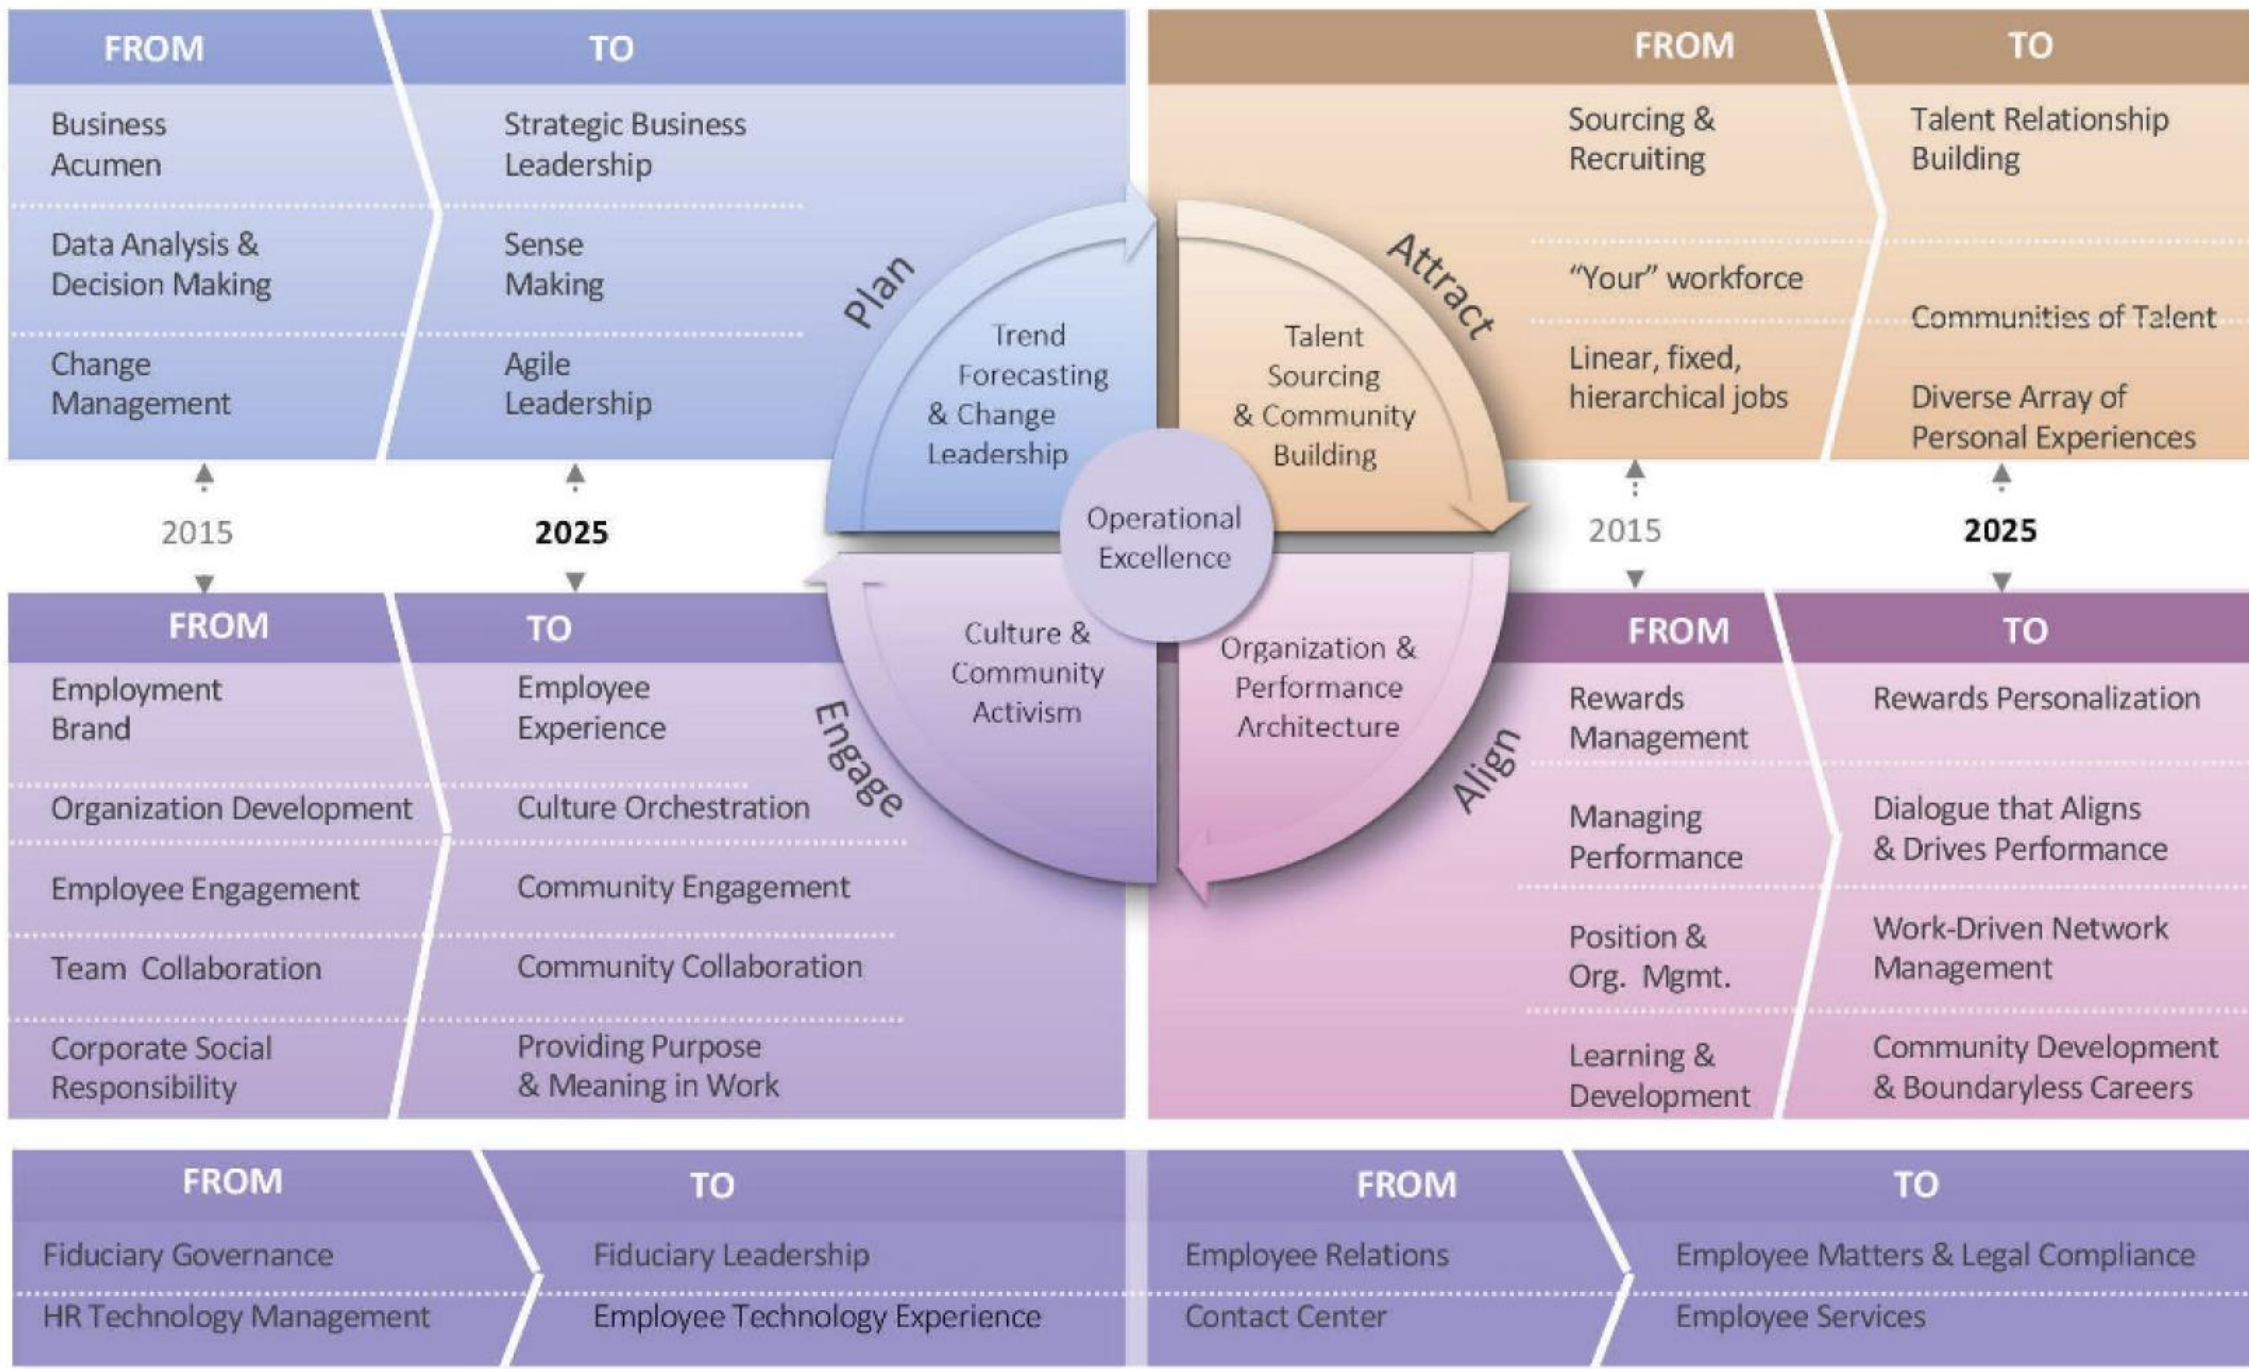 FROM
TO
Business
Acumen
Strategic Business
Leadership
Data Analysis &
Decision Making
Sense
Making
Change
Management
Agile
Leadership
FROM
TO
Sourcing &
Recruiting
Talent Relationship
Building
“Your” workforce
Communities of Talent
Linear, fixed,
hierarchical jobs
Diverse Array of
Personal Experiences
Plan
Trend
Forecasting
& Change
Leadership
Attract
Talent
Sourcing
& Community
Building
Operational
Excellence
2015
2025
2015
2025
Engage
Culture &
Community
Activism
Align
Organization &
Performance
Architecture
FROM
TO
Employment
Brand
Employee
Experience
Organization Development
Culture Orchestration
Employee Engagement
Community Engagement
Team Collaboration
Community Collaboration
Corporate Social
Responsibility
Providing Purpose
& Meaning in Work
FROM
TO
Rewards
Management
Rewards Personalization
Managing
Performance
Dialogue that Aligns
& Drives Performance
Position &
Org. Mgmt.
Work-Driven Network
Management
Learning &
Development
Community Development
& Boundaryless Careers
FROM
TO
Fiduciary Governance
Fiduciary Leadership
HR Technology Management
Employee Technology Experience
FROM
TO
Employee Relations
Employee Matters & Legal Compliance
Contact Center
Employee Services